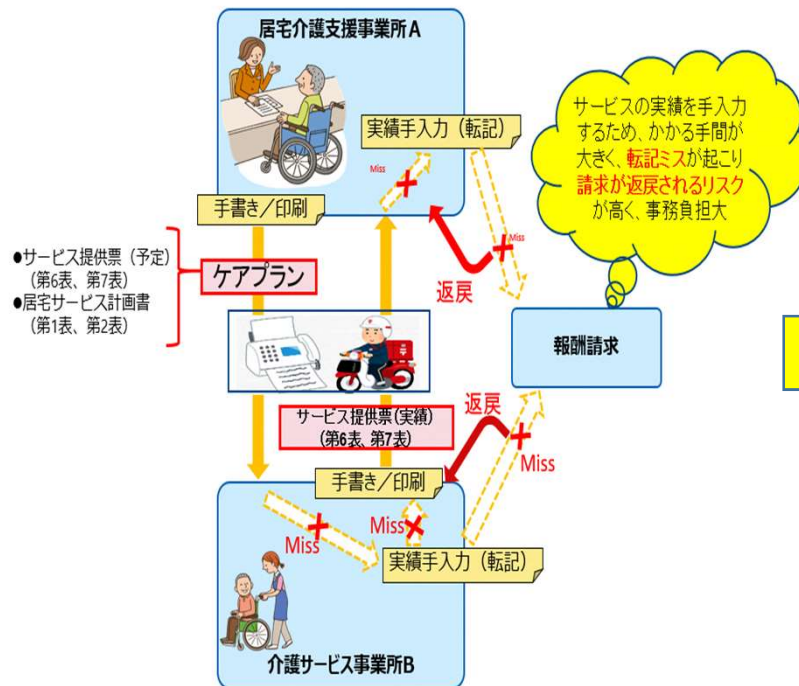 居宅介護支援事業所A
実績手入力（転記）
Miss
Miss
手書き／印刷
返戻
サービスの実績を手入力
するため、かかる手間が
大きく、転記ミスが起こり
請求が返戻されるリスク
が高く、事務負担大
●サービス提供票（予定）
（第6表、第7表）
●居宅サービス計画書
（第1表、第2表）
ケアプラン
報酬請求
サービス提供票(実績)
(第6表、第7表)
返戻
Miss
手書き／印刷
Miss
Miss
実績手入力（転記）
介護サービス事業所B